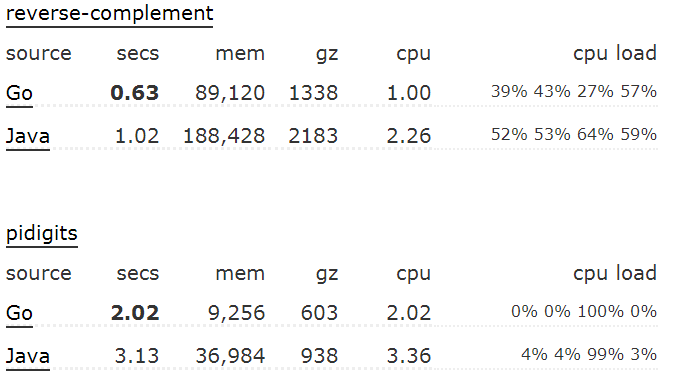 reverse-complement
source secs mem gz cpu cpu load
Go 0.63 89,120 1338 1.00 39% 43% 27% 57%
Java 1.02 188,428 2183 2.26 52% 53% 64% 59%
pidigits
source secs mem gz cpu cpu load
Go 2.02 9,256 603 2.02 0% 0% 100% 0%
Java 3.13 36,984 938 3.36 4% 4% 99% 3%